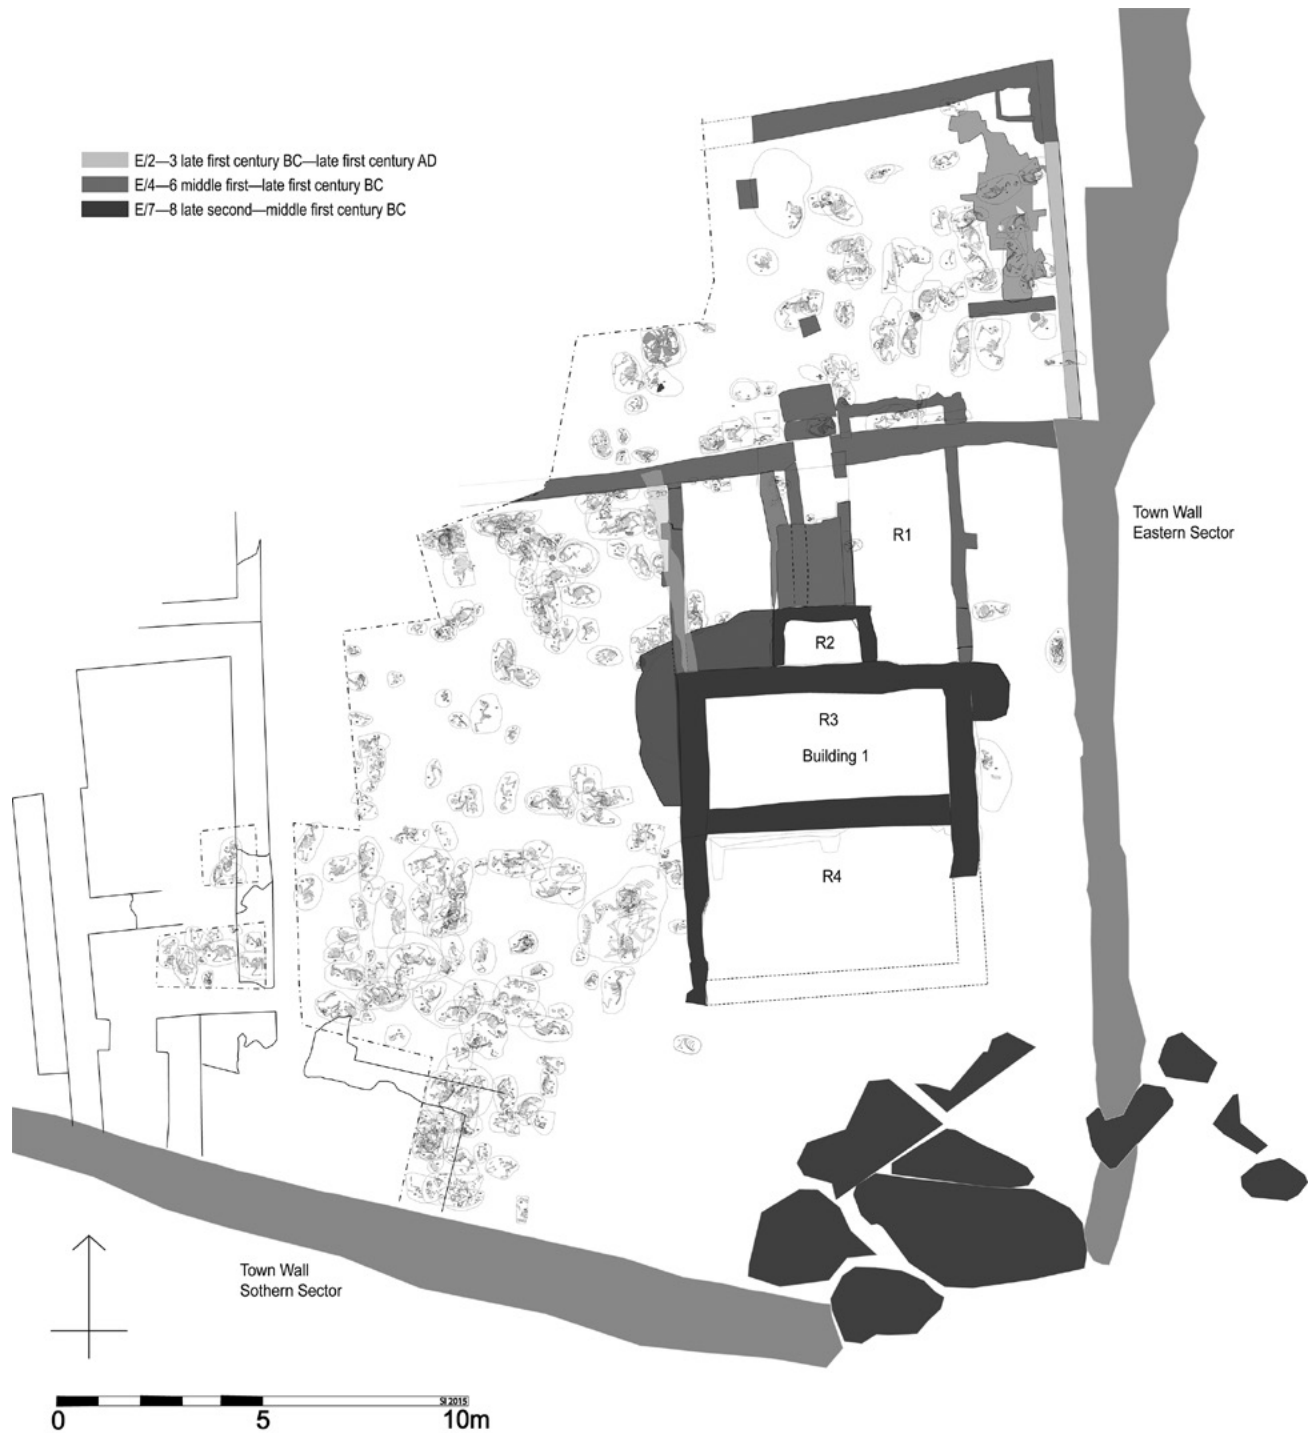 E/2—3 late first century BC—late first century AD
E/4—6 middle first—late first century BC
E/7—8 late second—middle first century BC
Town Wall
Eastern Sector
R1
R2
R3
Building 1
R4
Town Wall
Sothern Sector
SI 2015
0 5 10m